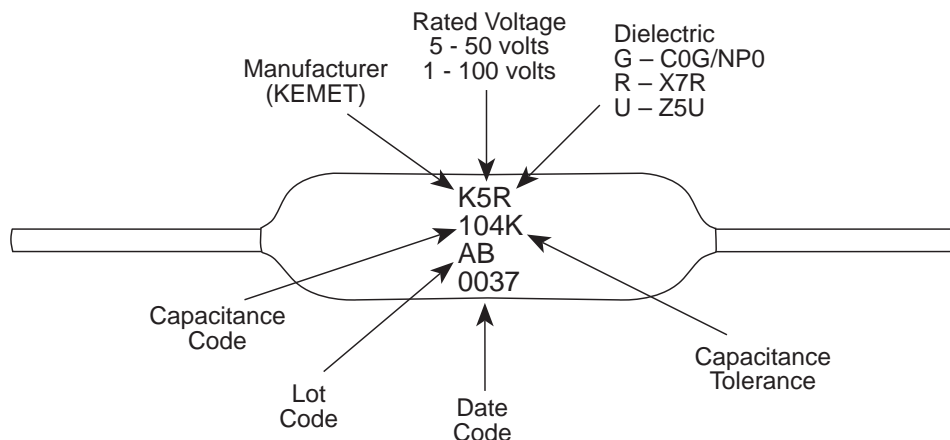 Rated Voltage
5 - 50 volts
1 - 100 volts
Dielectric
G – C0G/NP0
R – X7R
U – Z5U
Manufacturer
(KEMET)
K5R
104K
AB
0037
Capacitance
Code
Lot
Code
Date
Code
Capacitance
Tolerance